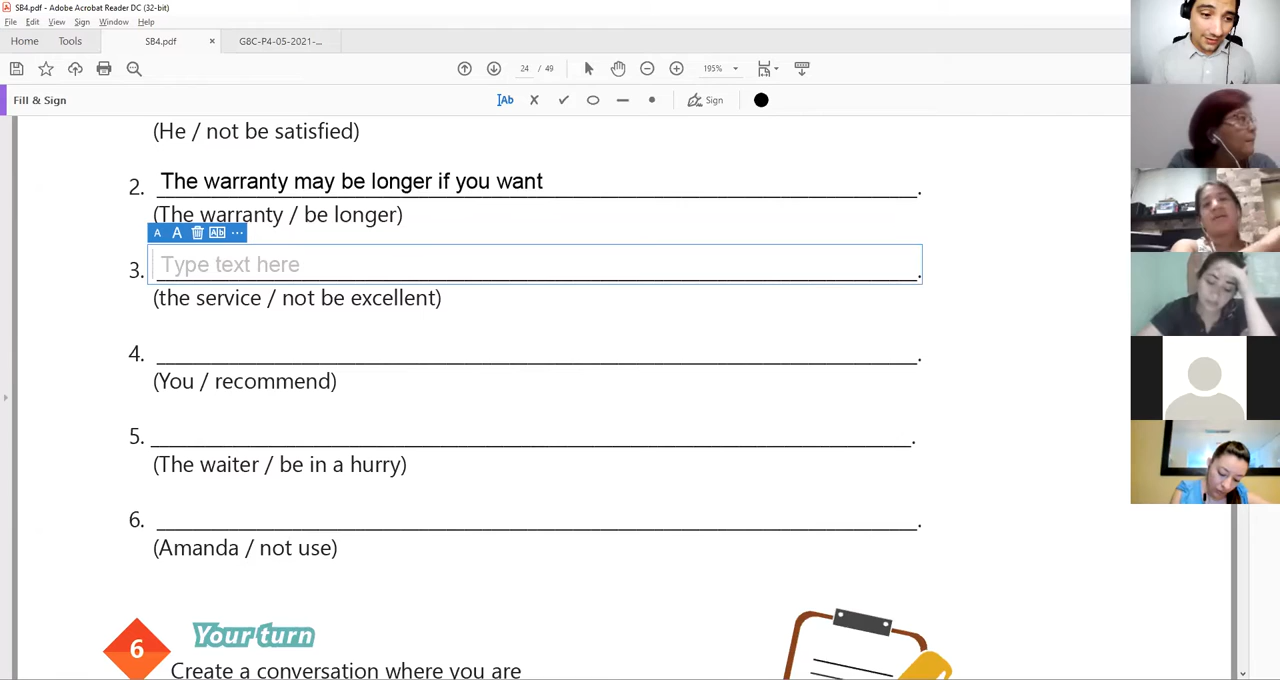 SB4.pdf - Adobe Acrobat Reader DC (32-bit)
File Edit View Sign Window Help
Home Tools SB4.pdf × GBC-P4-05-2021-...
24 / 49 195%
Fill & Sign Ab Sign
(He / not be satisfied)
2. The warranty may be longer if you want.
(The warranty / be longer)
A A Ab ...
3. Type text here.
(the service / not be excellent)
4. .
(You / recommend)
5. .
(The waiter / be in a hurry)
6. .
(Amanda / not use)
6 Your turn
Create a conversation where you are